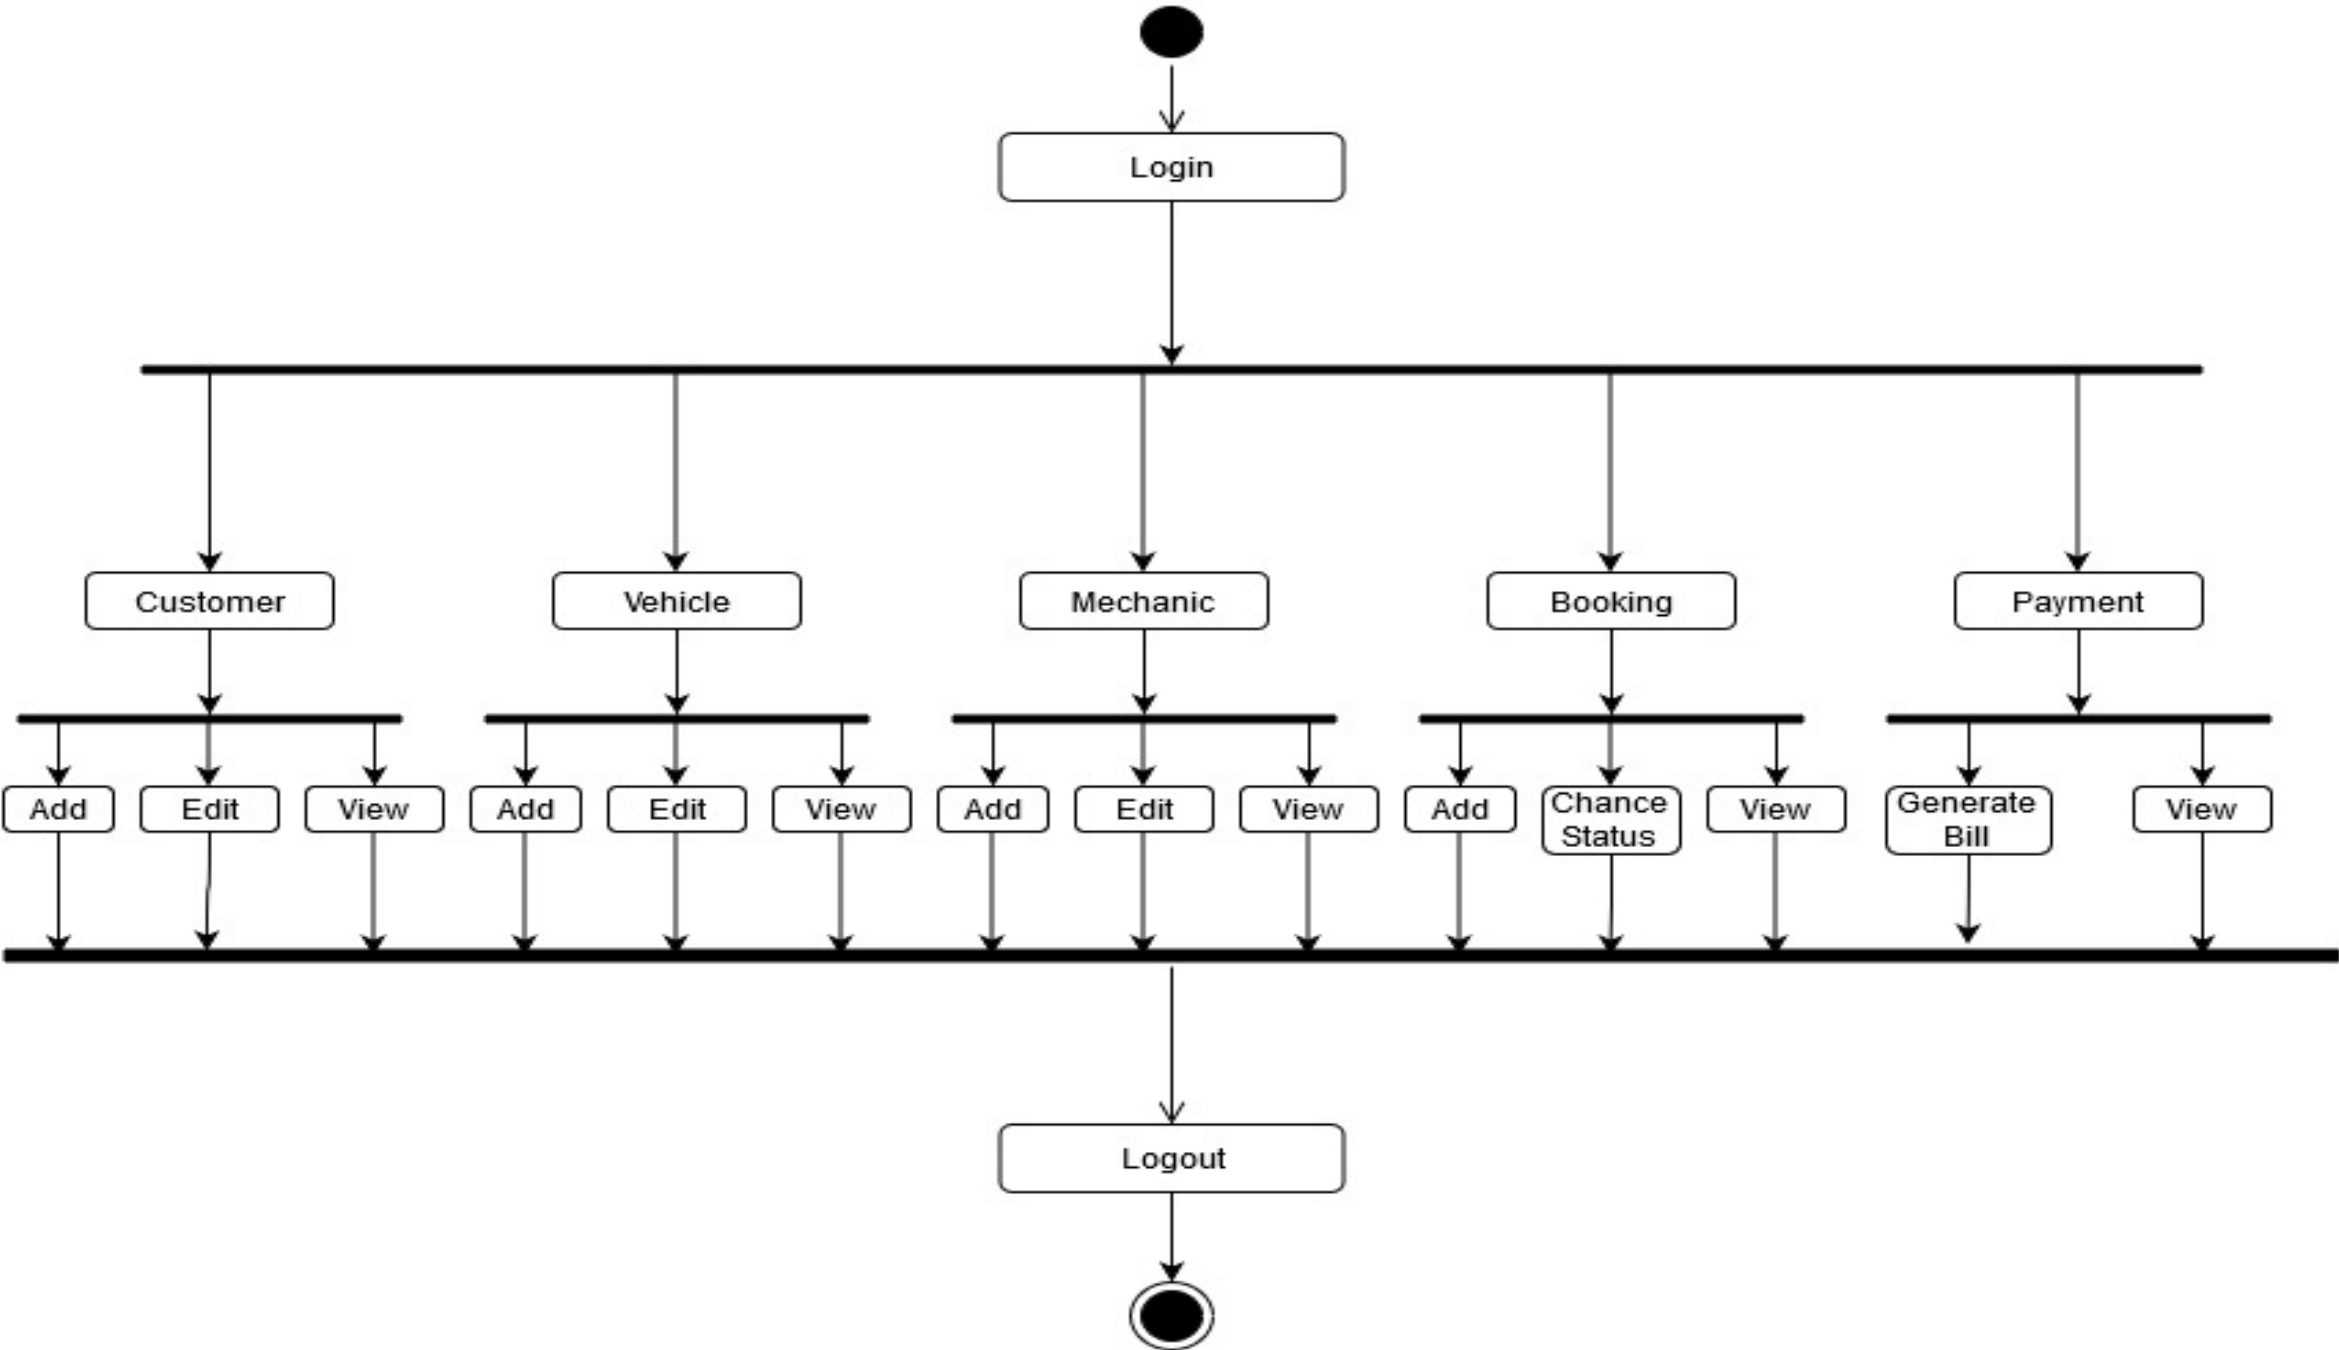 Login
Customer
Vehicle
Mechanic
Booking
Payment
Add
Edit
View
Add
Edit
View
Add
Edit
View
Add
Chance
Status
View
Generate
Bill
View
Logout